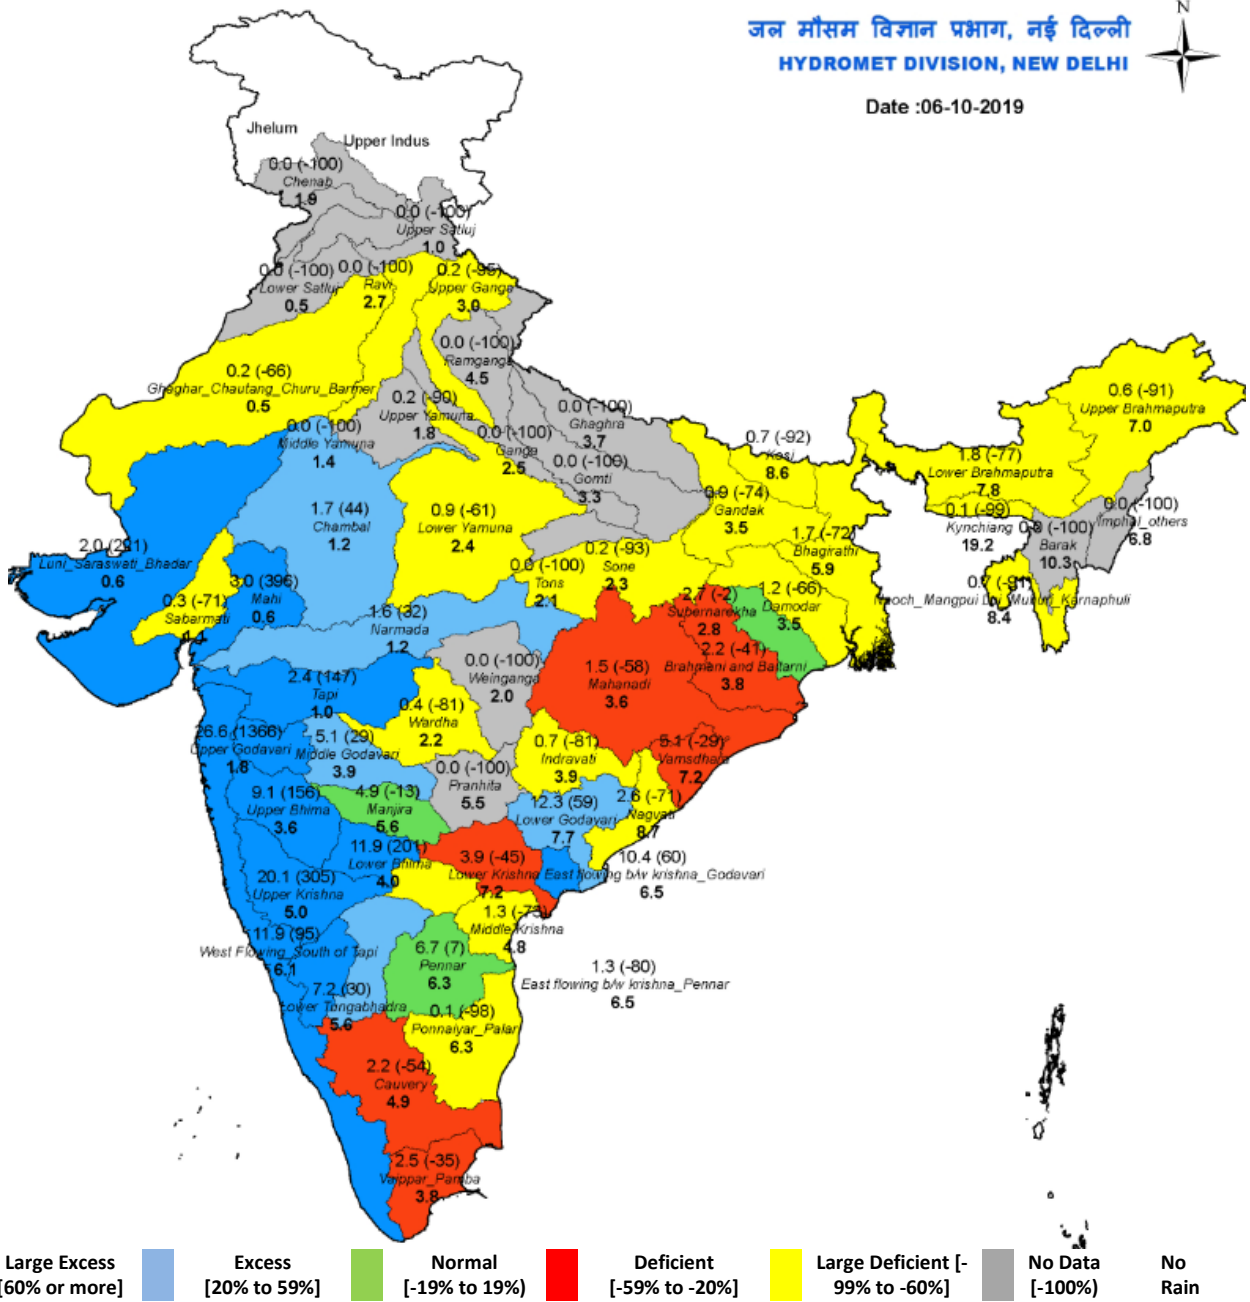 N
जल मौसम विज्ञान प्रभाग, नई दिल्ली
HYDROMET DIVISION, NEW DELHI
Date :06-10-2019
Jhelum
Upper Indus
0.0 (-100)
Chenab
1.9
0.0 (-100)
Upper Satluj
1.0
0.0 (-100)
Lower Satluj
0.5
0.0 (-100)
Ravi
2.7
0.2 (-95)
Upper Ganga
3.0
0.0 (-100)
Ramganga
4.5
0.2 (-66)
Ghaghar_Chautang_Churu_Barmer
0.5
0.2 (-90)
Upper Yamuna
1.8
0.0 (-100)
Ghaghra
3.7
0.6 (-91)
Upper Brahmaputra
7.0
0.0 (-100)
Middle Yamuna
1.4
0.0 (-100)
Ganga
2.5
0.7 (-92)
Kosi
8.6
0.0 (-100)
Gomti
3.3
1.8 (-77)
Lower Brahmaputra
7.8
0.9 (-74)
Gandak
3.5
1.7 (44)
Chambal
1.2
0.9 (-61)
Lower Yamuna
2.4
0.1 (-99)
Kynchiang
19.2
0.0 (-100)
Imphal_others
6.8
0.0 (-100)
Barak
10.3
1.7 (-72)
Bhagirathi
5.9
2.0 (2 1)
Luni_Saraswati_Bhadar
0.6
0.2 (-93)
Sone
2.3
0.0 (-100)
Tons
2.1
3.0 (396)
Mahi
0.6
0.3 (-71)
Sabarmati
1.1
0.7 (-91)
Karnaphuli
8.4
2.7 (-2)
Subernarekha
2.8
1.2 (-66)
Damodar
3.5
1.6 (32)
Narmada
1.2
2.2 (-41)
Brahmani and Baitarni
3.8
0.0 (-100)
Weinganga
2.0
1.5 (-58)
Mahanadi
3.6
2.4 (147)
Tapi
1.0
0.4 (-81)
Wardha
2.2
26.6 (1366)
Upper Godavari
1.8
5.1 (29)
Middle Godavari
3.9
0.7 (-81)
Indravati
3.9
5.1 (-29)
Vamsdhara
7.2
0.0 (-100)
Pranhita
5.5
9.1 (156)
Upper Bhima
3.6
4.9 (-13)
Manjira
5.6
12.3 (59)
Lower Godavari
7.7
2.6 (-71)
Nagvati
8.7
11.9 (201)
Lower Bhima
4.0
3.9 (-45)
Lower Krishna
7.2
10.4 (60)
East flowing b/w krishna_Godavari
6.5
20.1 (305)
Upper Krishna
5.0
1.3 (-73)
Middle Krishna
4.8
11.9 (95)
West Flowing_South of Tapi
6.1
6.7 (7)
Pennar
6.3
1.3 (-80)
East flowing b/w krishna_Pennar
6.5
7.2 (30)
Lower Tungabhadra
5.6
0.1 (-98)
Ponnaiyar_Palar
6.3
2.2 (-54)
Cauvery
4.9
2.5 (-35)
Vaippar_Pamba
3.8
Large Excess
[60% or more]
Excess
[20% to 59%]
Normal
[-19% to 19%)
Deficient
[-59% to -20%]
Large Deficient [-
99% to -60%]
No Data
[-100%)
No
Rain